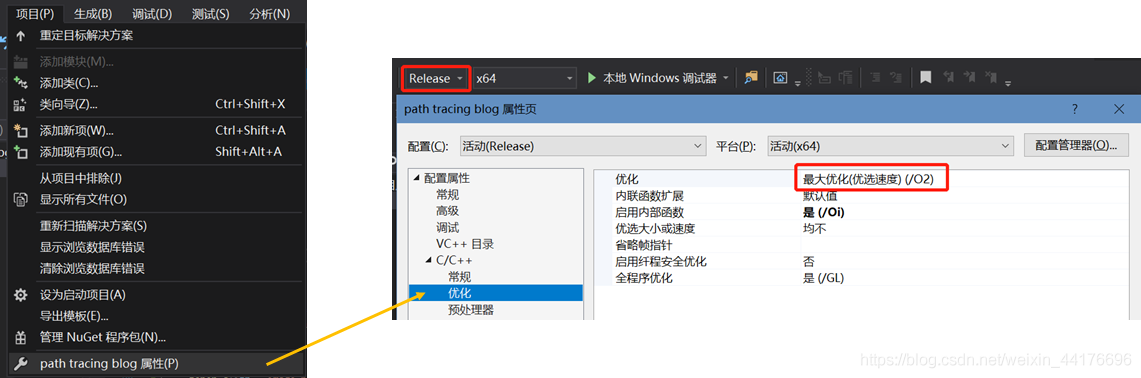 项目(P) 生成(B) 调试(D) 测试(S) 分析(N)
重定目标解决方案
添加模块(M)...
添加类(C)...
类向导(Z)... Ctrl+Shift+X
添加新项(W)... Ctrl+Shift+A
添加现有项(G)... Shift+Alt+A
从项目中排除(J)
显示所有文件(O)
重新扫描解决方案(S)
显示浏览数据库错误
清除浏览数据库错误
设为启动项目(A)
导出模板(E)...
管理 NuGet 程序包(N)...
path tracing blog 属性(P)
Release x64 本地 Windows 调试器
path tracing blog 属性页 ?
配置(C): 活动(Release) 平台(P): 活动(x64) 配置管理器(O)...
配置属性
常规
高级
调试
VC++ 目录
C/C++
常规
优化
预处理器
优化 最大优化(优选速度) (/O2)
内联函数扩展 默认值
启用内部函数 是 (/Oi)
优选大小或速度 均不
省略帧指针
启用纤程安全优化 否
全程序优化 是 (/GL)
https://blog.csdn.net/weixin_44176696